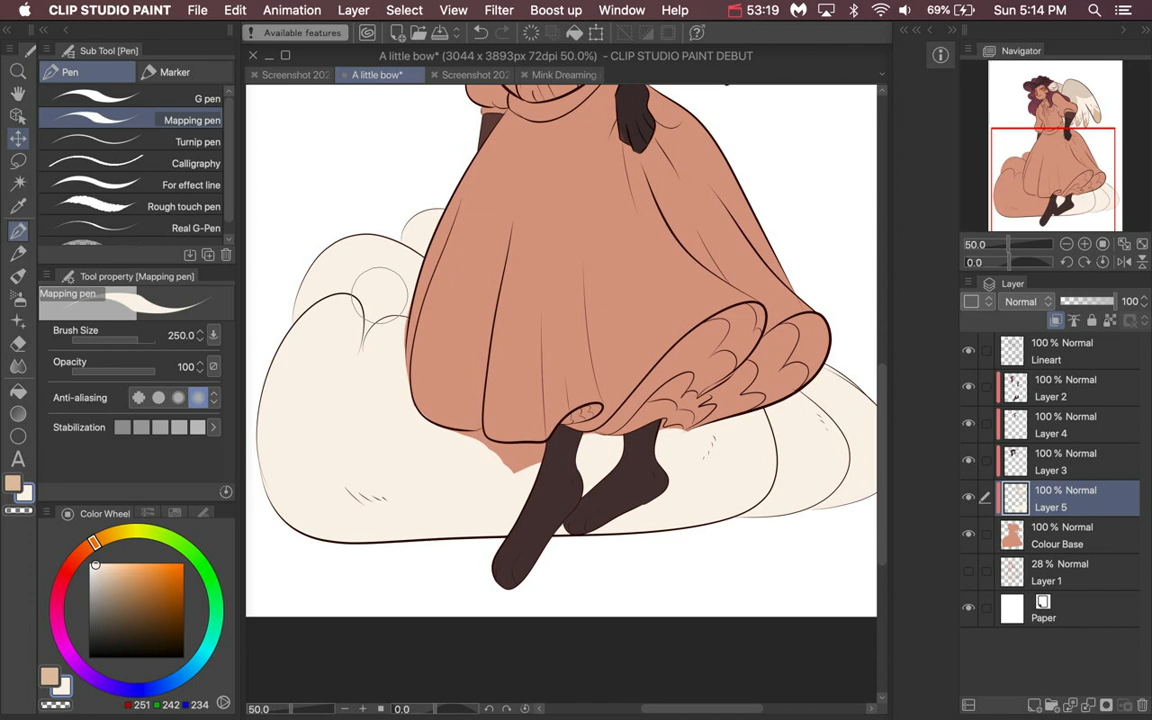 CLIP STUDIO PAINT File Edit Animation Layer Select View Filter Boost up Window Help 53:19 69% Sun 5:14 PM
Available features
A little bow* (3044 x 3893px 72dpi 50.0%) - CLIP STUDIO PAINT DEBUT
Screenshot 202 A little bow* Screenshot 202 Mink Dreaming
Sub Tool [Pen]
Pen Marker
G pen
Mapping pen
Turnip pen
Calligraphy
For effect line
Rough touch pen
Real G-Pen
Tool property [Mapping pen]
Mapping pen
Brush Size 250.0
Opacity 100
Anti-aliasing
Stabilization
Color Wheel
251 242 234
50.0 0.0
Navigator
50.0
0.0
Layer
Normal 100
100 % Normal
Lineart
100 % Normal
Layer 2
100 % Normal
Layer 4
100 % Normal
Layer 3
100 % Normal
Layer 5
100 % Normal
Colour Base
28 % Normal
Layer 1
Paper